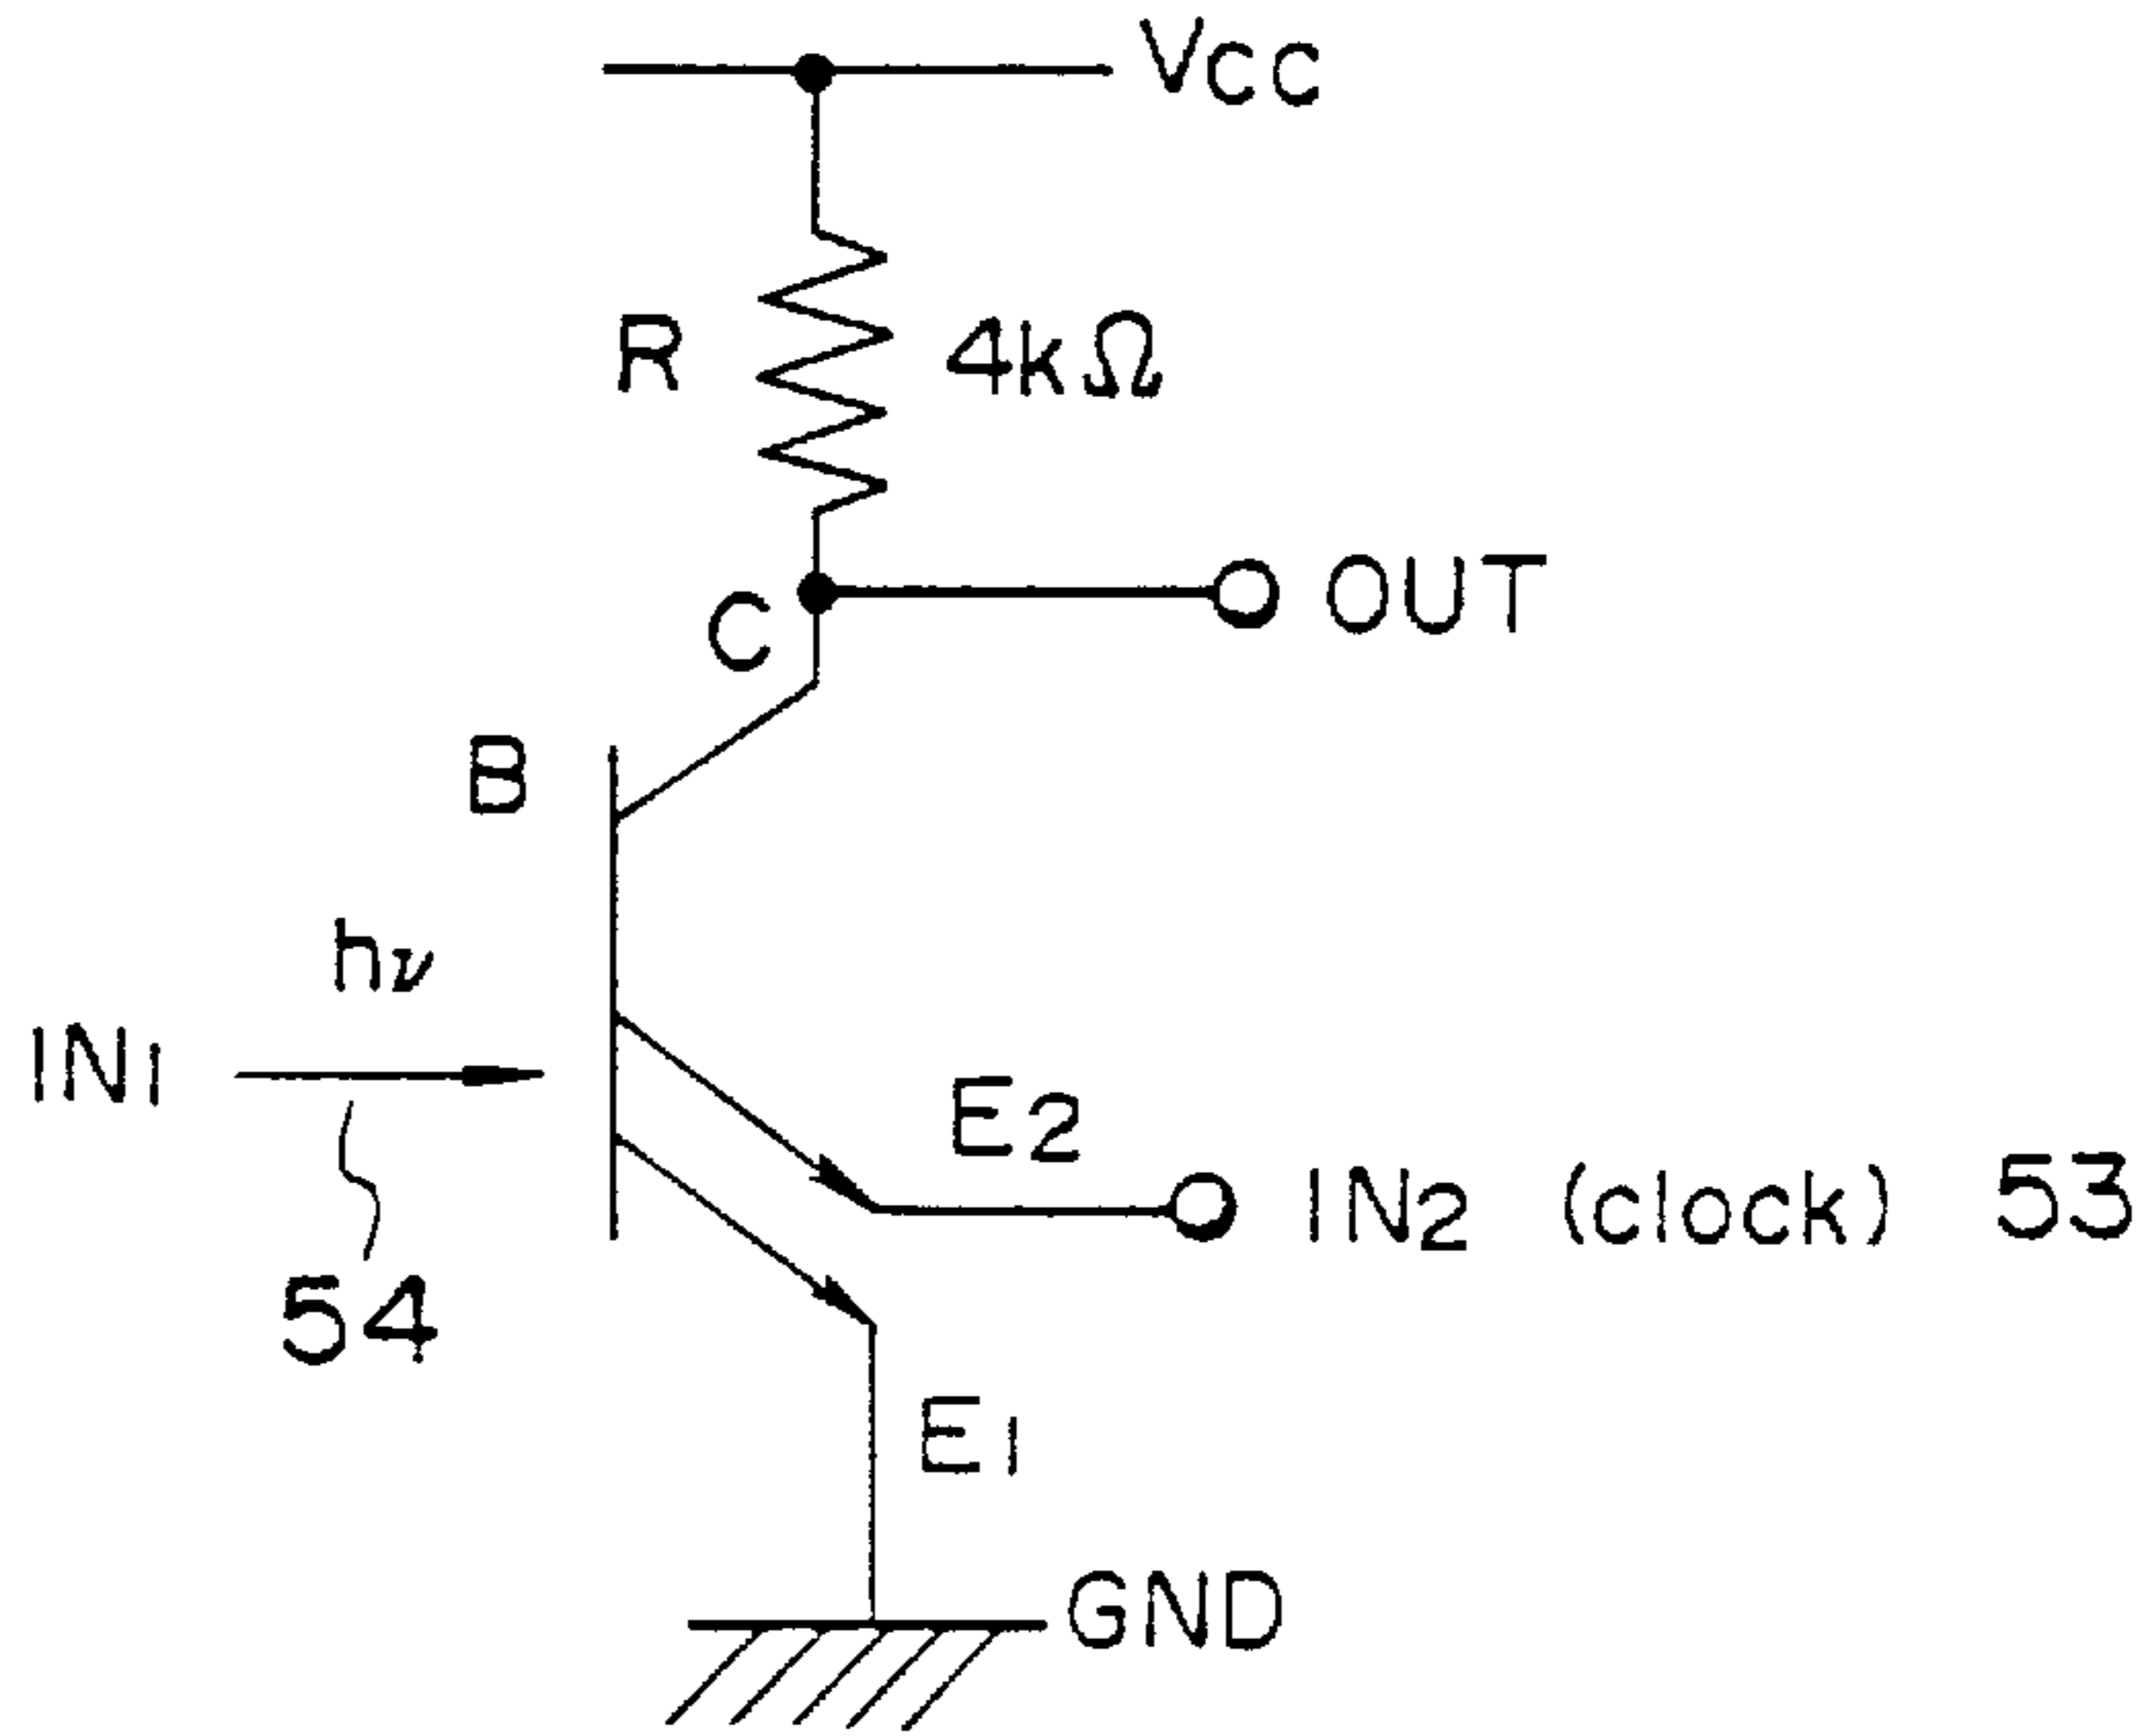 Vcc
R 4kΩ
C OUT
B
hν
IN1
E2
IN2 (clock) 53
54
E1
GND